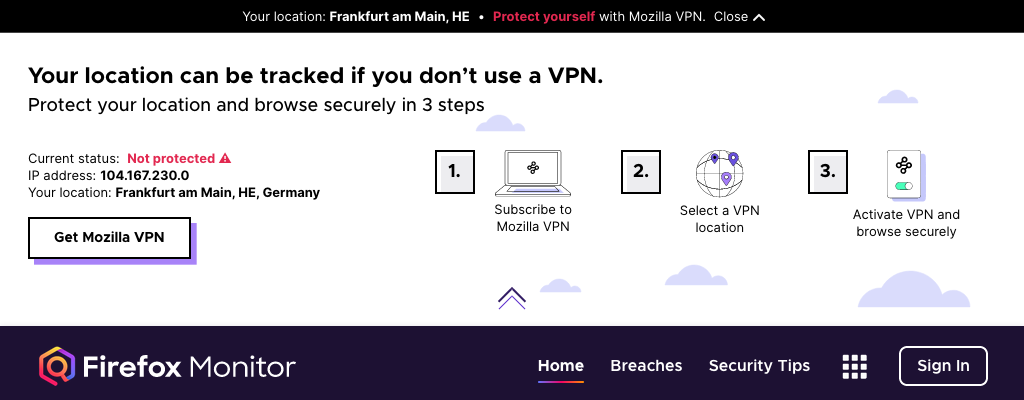 Your location: Frankfurt am Main, HE • Protect yourself with Mozilla VPN. Close
Your location can be tracked if you don’t use a VPN.
Protect your location and browse securely in 3 steps
Current status: Not protected
IP address: 104.167.230.0
Your location: Frankfurt am Main, HE, Germany
Get Mozilla VPN
1.
Subscribe to
Mozilla VPN
2.
Select a VPN
location
3.
Activate VPN and
browse securely
Firefox Monitor
Home Breaches Security Tips Sign In